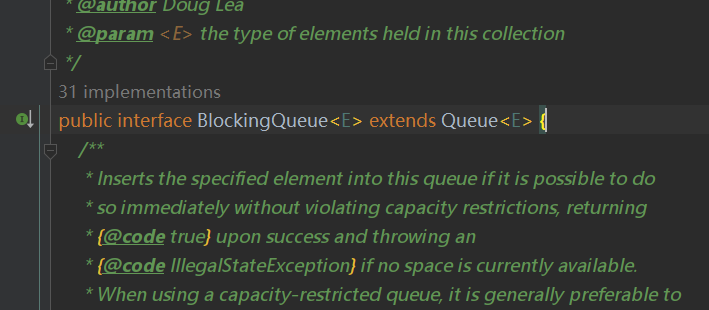 * @author Doug Lea
* @param <E> the type of elements held in this collection
*/
31 implementations
public interface BlockingQueue<E> extends Queue<E> {
/**
* Inserts the specified element into this queue if it is possible to do
* so immediately without violating capacity restrictions, returning
* {@code true} upon success and throwing an
* {@code IllegalStateException} if no space is currently available.
* When using a capacity-restricted queue, it is generally preferable to